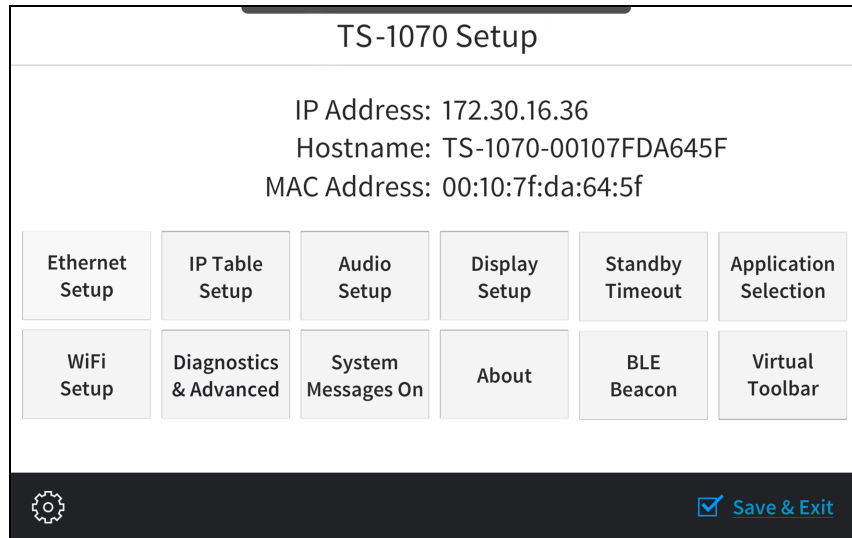 TS-1070 Setup
IP Address: 172.30.16.36
Hostname: TS-1070-00107FDA645F
MAC Address: 00:10:7f:da:64:5f
Ethernet
Setup
IP Table
Setup
Audio
Setup
Display
Setup
Standby
Timeout
Application
Selection
WiFi
Setup
Diagnostics
& Advanced
System
Messages On
About
BLE
Beacon
Virtual
Toolbar
Save & Exit